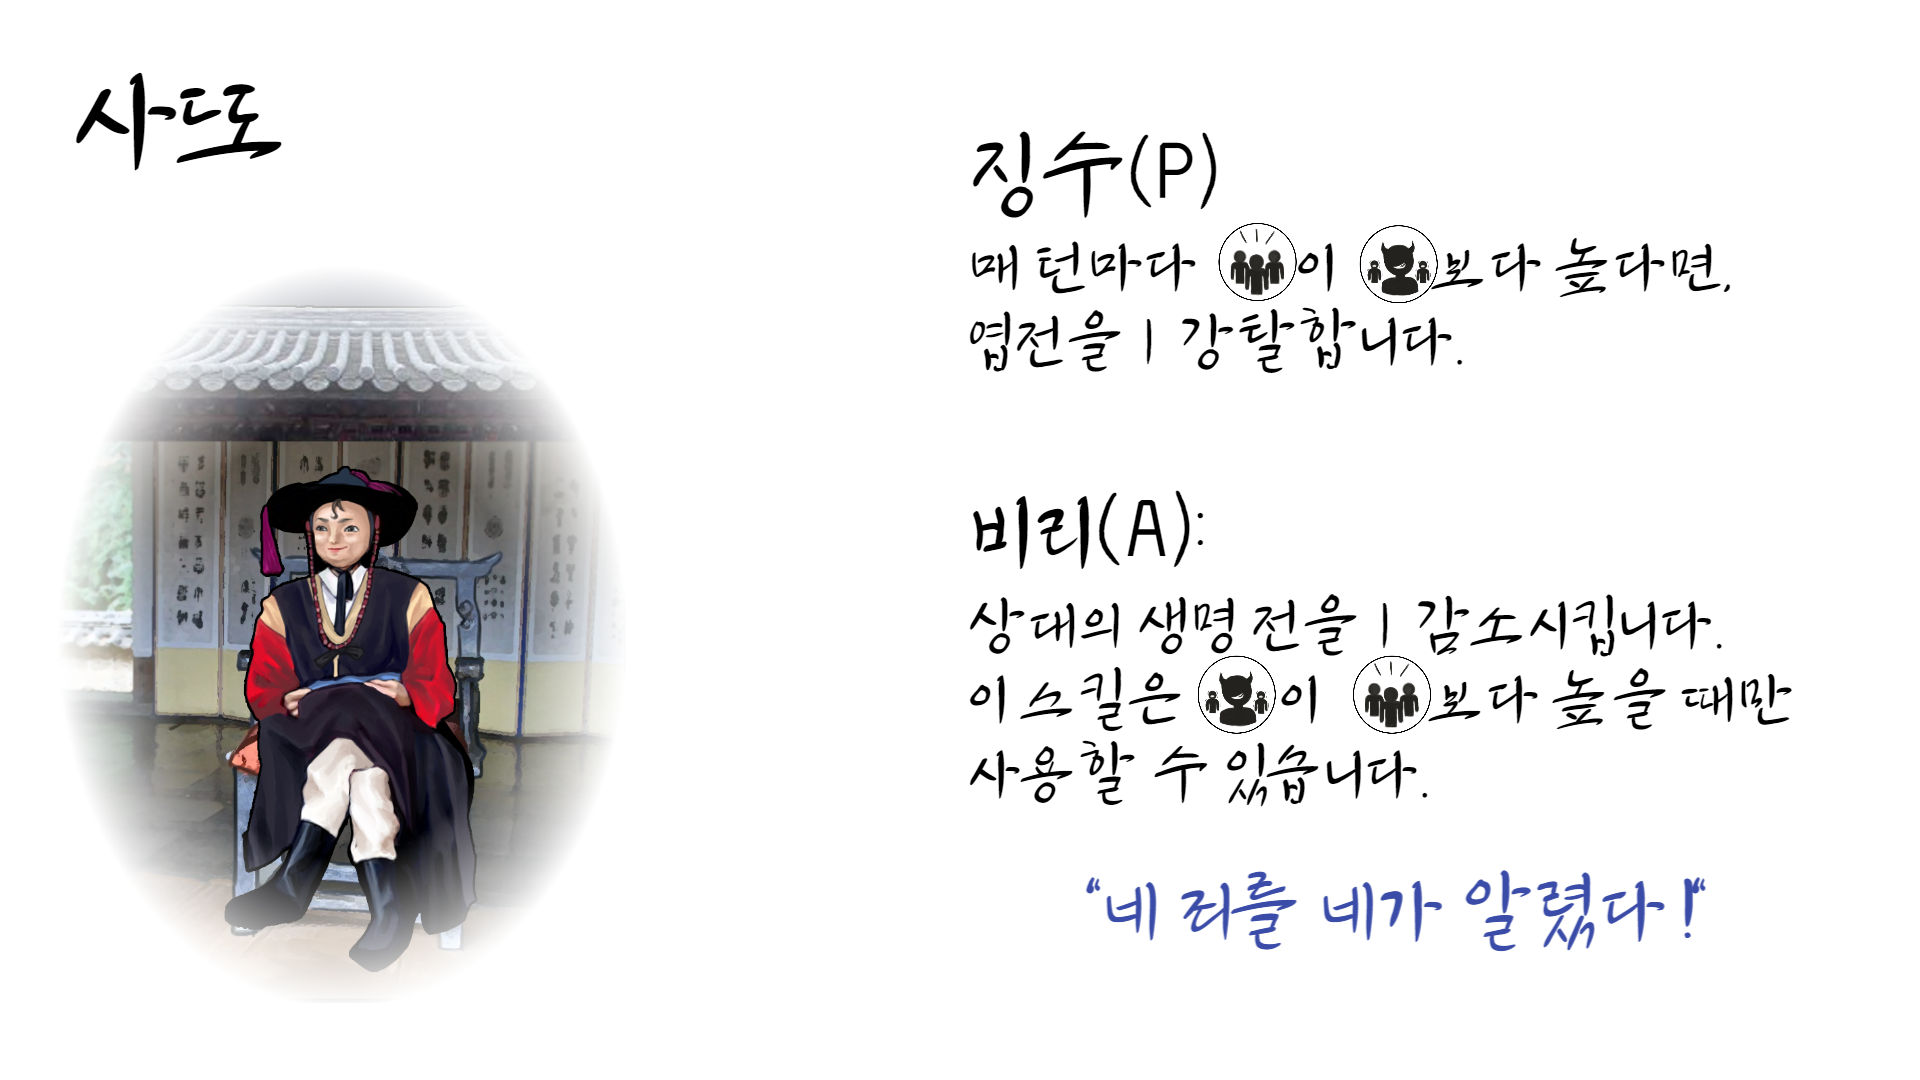 사또
징수(P)
매 턴마다 이 보다 높다면,
엽전을 1 강탈합니다.
비리(A):
상대의 생명 전을 1 감소시킵니다.
이 스킬은 이 보다 높을 때만
사용할 수 있습니다.
“네 죄를 네가 알렸다!“